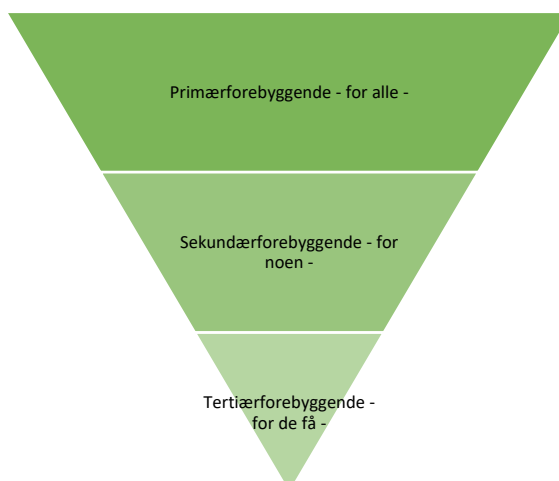 Primærforebyggende - for alle -
Sekundærforebyggende - for
noen -
Tertiærforebyggende -
for de få -